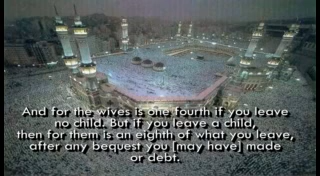 And for the wives is one fourth if you leave
no child. But if you leave a child,
then for them is an eighth of what you leave,
after any bequest you [may have] made
or debt.